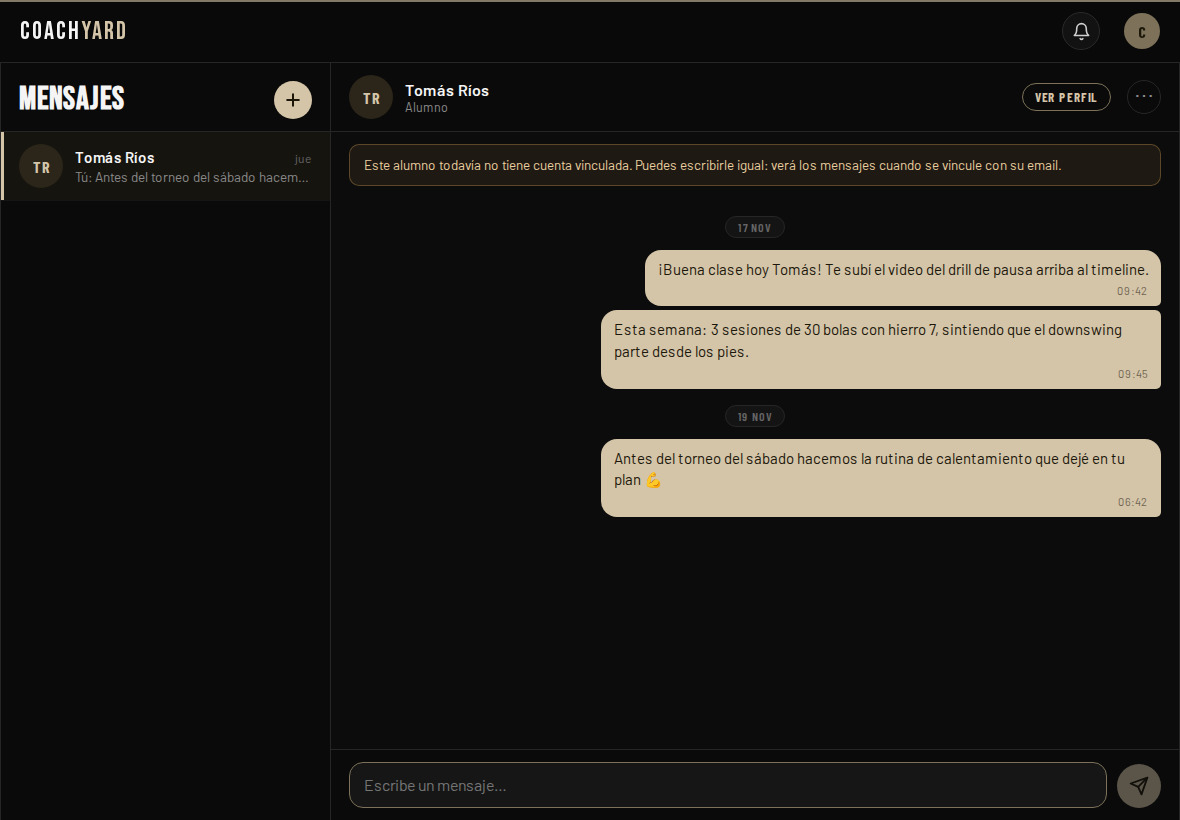 COACHYARD
C
MENSAJES
+
TR
Tomás Ríos
jue
Tú: Antes del torneo del sábado hacem...
TR
Tomás Ríos
Alumno
VER PERFIL
...
Este alumno todavía no tiene cuenta vinculada. Puedes escribirle igual: verá los mensajes cuando se vincule con su email.
17 NOV
¡Buena clase hoy Tomás! Te subí el video del drill de pausa arriba al timeline.
09:42
Esta semana: 3 sesiones de 30 bolas con hierro 7, sintiendo que el downswing
parte desde los pies.
09:45
19 NOV
Antes del torneo del sábado hacemos la rutina de calentamiento que dejé en tu
plan 💪
06:42
Escribe un mensaje...